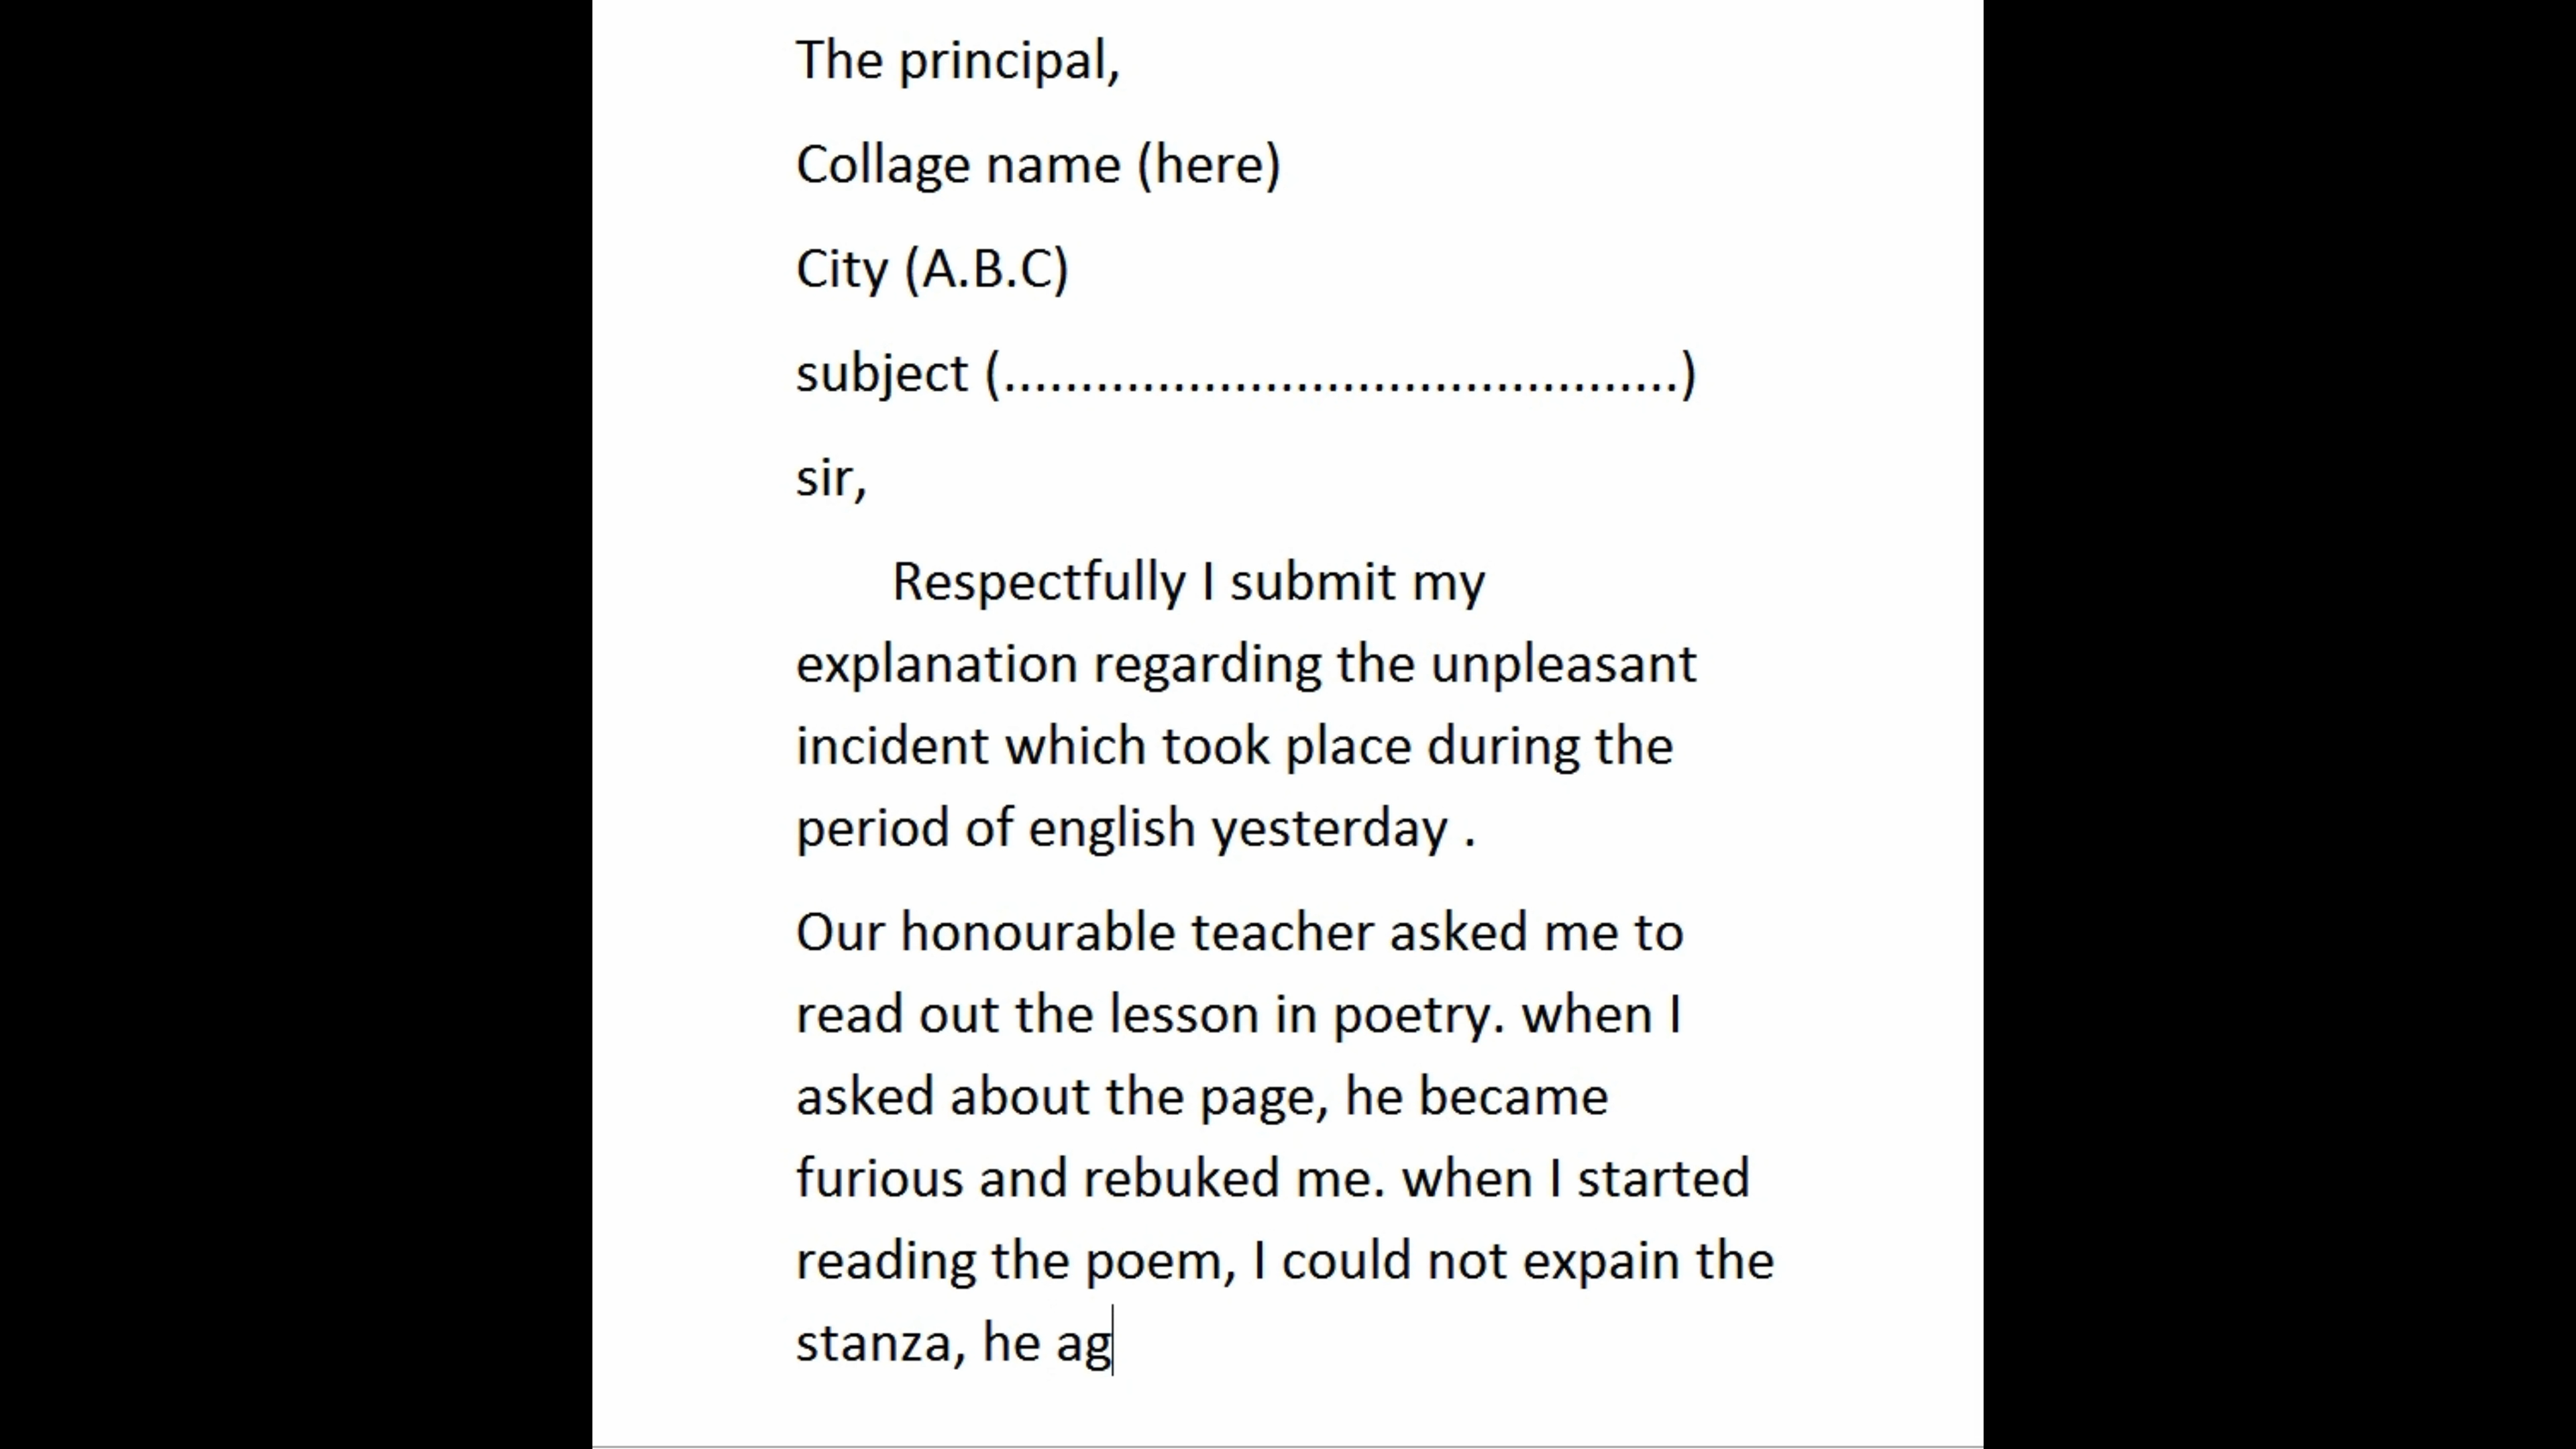 The principal,
Collage name (here)
City (A.B.C)
subject (............................................)
sir,
Respectfully I submit my
explanation regarding the unpleasant
incident which took place during the
period of english yesterday .
Our honourable teacher asked me to
read out the lesson in poetry. when I
asked about the page, he became
furious and rebuked me. when I started
reading the poem, I could not expain the
stanza, he ag